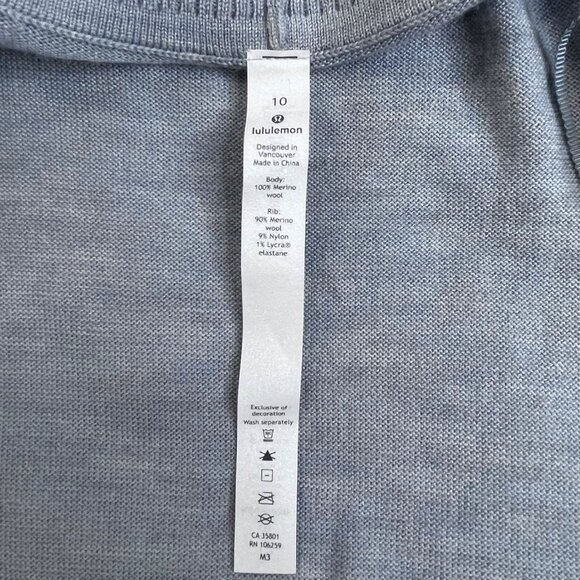 10
lululemon
Designed in
Vancouver
Made in China
Body:
100% Merino
wool
Rib:
90% Merino
wool
9% Nylon
1% Lycra®
elastane
Exclusive of
decoration
Wash separately
CA 35801
RN 106259
M3